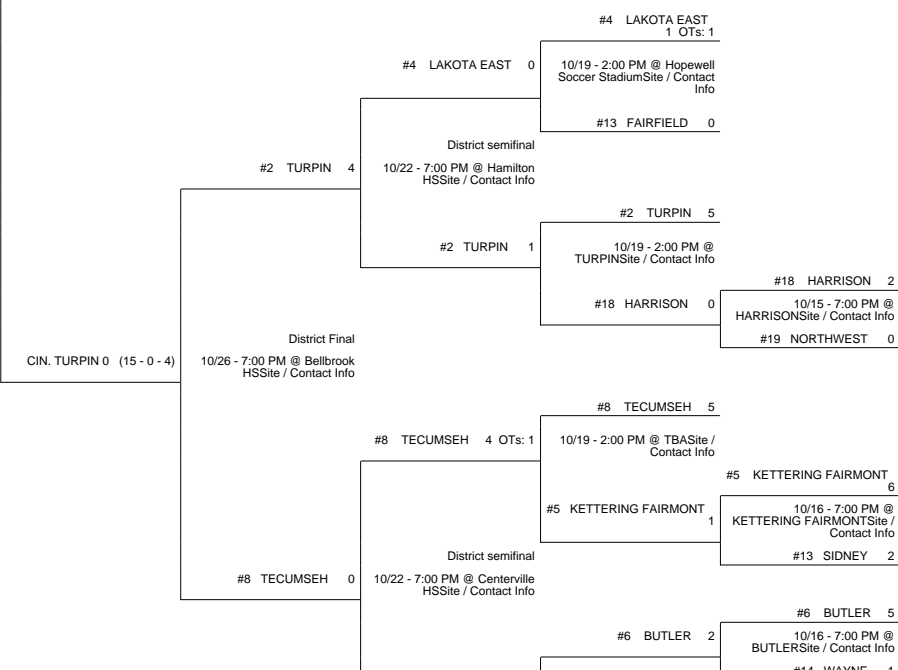 #4 LAKOTA EAST
1 OTs: 1
#4 LAKOTA EAST 0
10/19 - 2:00 PM @ Hopewell
Soccer StadiumSite / Contact
Info
#13 FAIRFIELD 0
District semifinal
#2 TURPIN 4
10/22 - 7:00 PM @ Hamilton
HSSite / Contact Info
#2 TURPIN 5
#2 TURPIN 1
10/19 - 2:00 PM @
TURPINSite / Contact Info
#18 HARRISON 2
#18 HARRISON 0
10/15 - 7:00 PM @
HARRISONSite / Contact Info
#19 NORTHWEST 0
District Final
CIN. TURPIN 0 (15 - 0 - 4)
10/26 - 7:00 PM @ Bellbrook
HSSite / Contact Info
#8 TECUMSEH 5
#8 TECUMSEH 4 OTs: 1
10/19 - 2:00 PM @ TBASite /
Contact Info
#5 KETTERING FAIRMONT
6
#5 KETTERING FAIRMONT
1
10/16 - 7:00 PM @
KETTERING FAIRMONTSite /
Contact Info
#13 SIDNEY 2
District semifinal
#8 TECUMSEH 0
10/22 - 7:00 PM @ Centerville
HSSite / Contact Info
#6 BUTLER 5
#6 BUTLER 2
10/16 - 7:00 PM @
BUTLERSite / Contact Info
#14 WAYNE 1